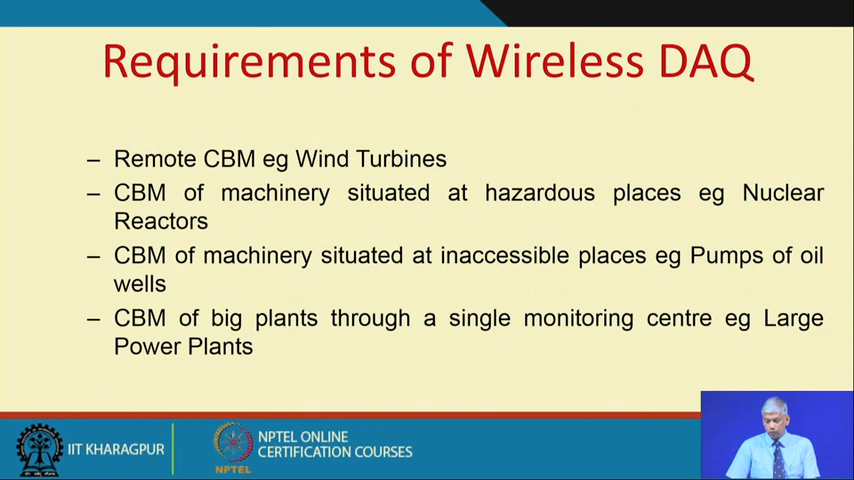 Requirements of Wireless DAQ
– Remote CBM eg Wind Turbines
– CBM of machinery situated at hazardous places eg Nuclear
Reactors
– CBM of machinery situated at inaccessible places eg Pumps of oil
wells
– CBM of big plants through a single monitoring centre eg Large
Power Plants
IIT KHARAGPUR
NPTEL
NPTEL ONLINE
CERTIFICATION COURSES